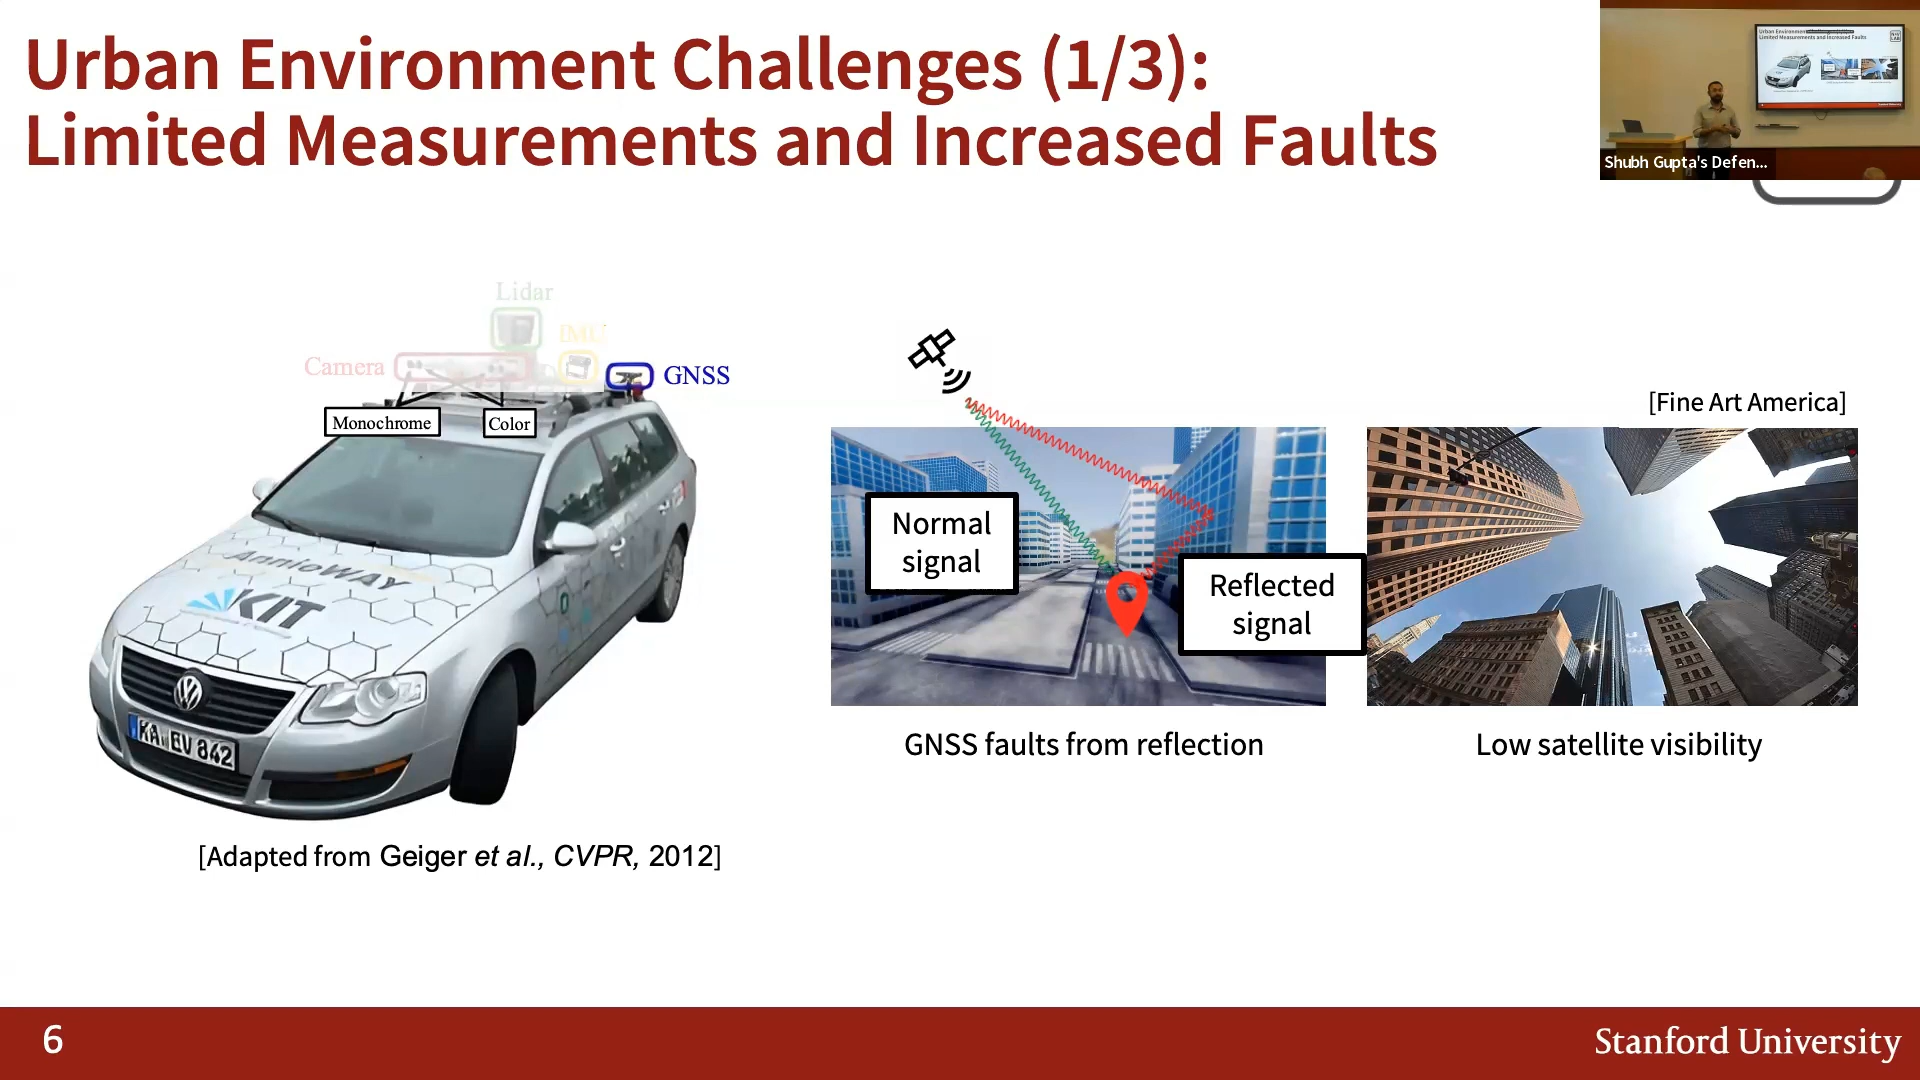 Urban Environment Challenges (1/3):
Limited Measurements and Increased Faults
Shubh Gupta's Defen...
Lidar
IMU
Camera
GNSS
Monochrome
Color
AnnieWAY
KIT
KA EV 842
[Adapted from Geiger et al., CVPR, 2012]
Normal
signal
Reflected
signal
GNSS faults from reflection
[Fine Art America]
Low satellite visibility
6
Stanford University